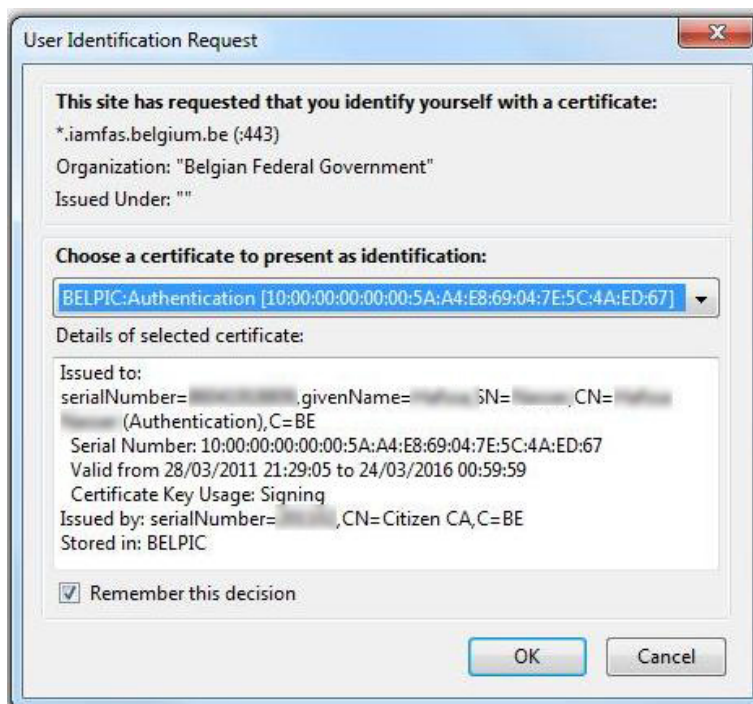 User Identification Request
This site has requested that you identify yourself with a certificate:
*.iamfas.belgium.be (:443)
Organization: "Belgian Federal Government"
Issued Under: ""
Choose a certificate to present as identification:
BELPIC:Authentication [10:00:00:00:00:00:5A:A4:E8:69:04:7E:5C:4A:ED:67]
Details of selected certificate:
Issued to:
serialNumber= ,givenName= SN= ,CN=
(Authentication),C=BE
Serial Number: 10:00:00:00:00:00:5A:A4:E8:69:04:7E:5C:4A:ED:67
Valid from 28/03/2011 21:29:05 to 24/03/2016 00:59:59
Certificate Key Usage: Signing
Issued by: serialNumber= ,CN=Citizen CA,C=BE
Stored in: BELPIC
Remember this decision
OK Cancel